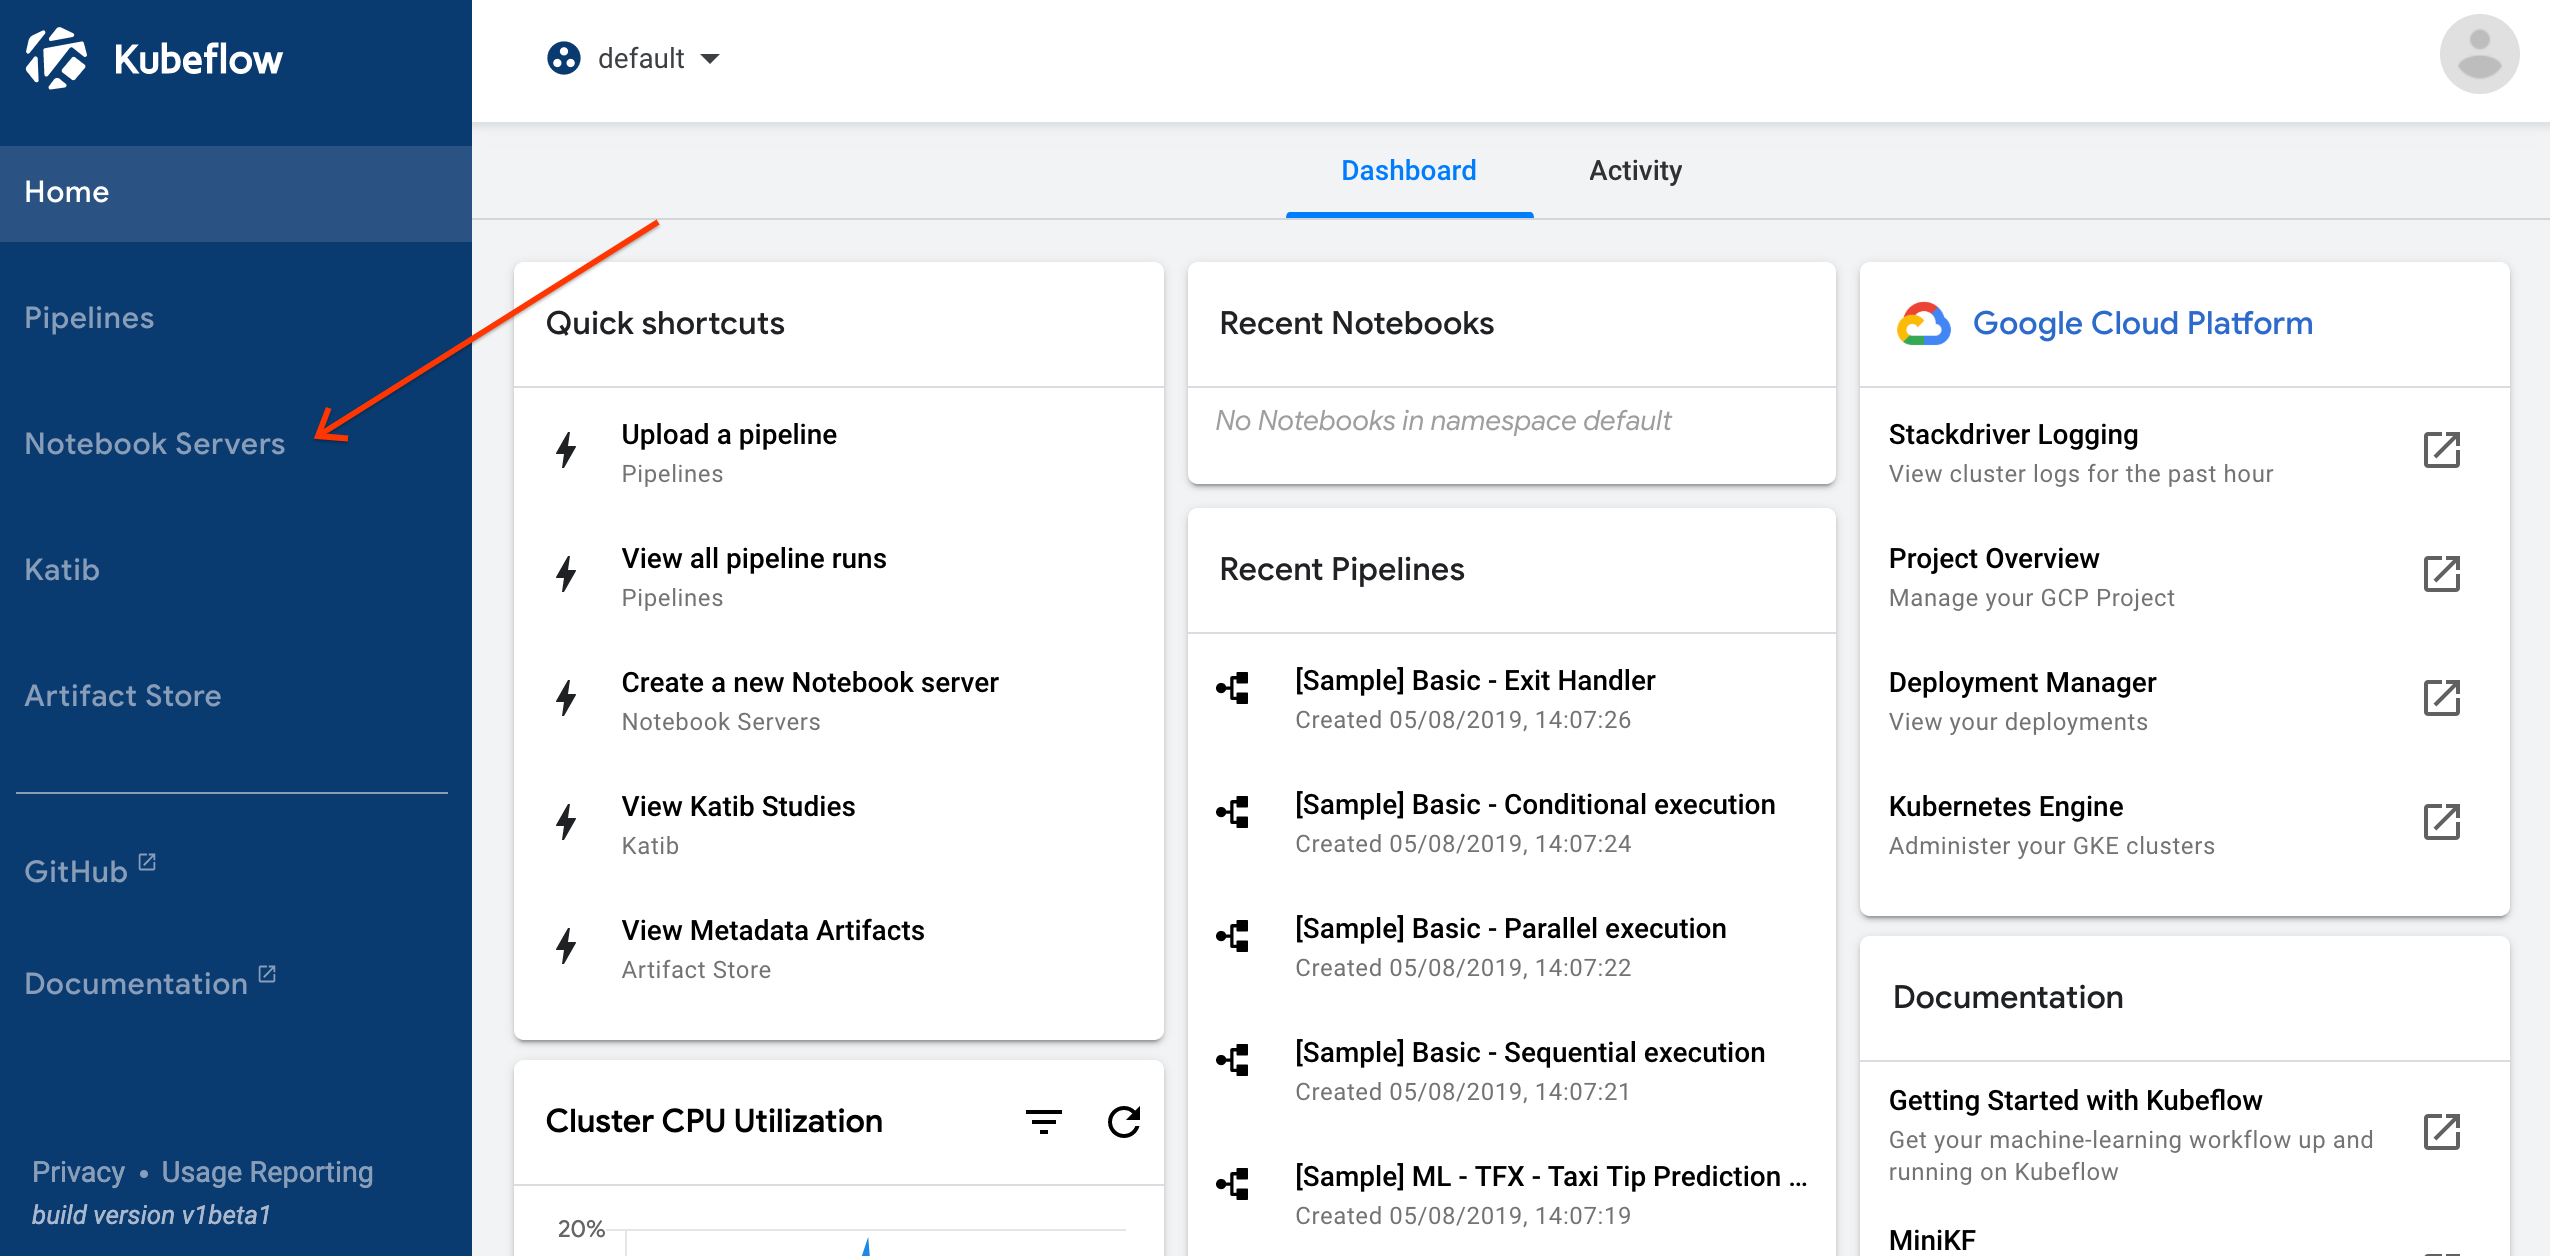 Kubeflow
Home
Pipelines
Notebook Servers
Katib
Artifact Store
GitHub
Documentation
Privacy • Usage Reporting
build version v1beta1
default
Dashboard
Activity
Quick shortcuts
Upload a pipeline
Pipelines
View all pipeline runs
Pipelines
Create a new Notebook server
Notebook Servers
View Katib Studies
Katib
View Metadata Artifacts
Artifact Store
Cluster CPU Utilization
20%
Recent Notebooks
No Notebooks in namespace default
Recent Pipelines
[Sample] Basic - Exit Handler
Created 05/08/2019, 14:07:26
[Sample] Basic - Conditional execution
Created 05/08/2019, 14:07:24
[Sample] Basic - Parallel execution
Created 05/08/2019, 14:07:22
[Sample] Basic - Sequential execution
Created 05/08/2019, 14:07:21
[Sample] ML - TFX - Taxi Tip Prediction ...
Created 05/08/2019, 14:07:19
Google Cloud Platform
Stackdriver Logging
View cluster logs for the past hour
Project Overview
Manage your GCP Project
Deployment Manager
View your deployments
Kubernetes Engine
Administer your GKE clusters
Documentation
Getting Started with Kubeflow
Get your machine-learning workflow up and
running on Kubeflow
MiniKF